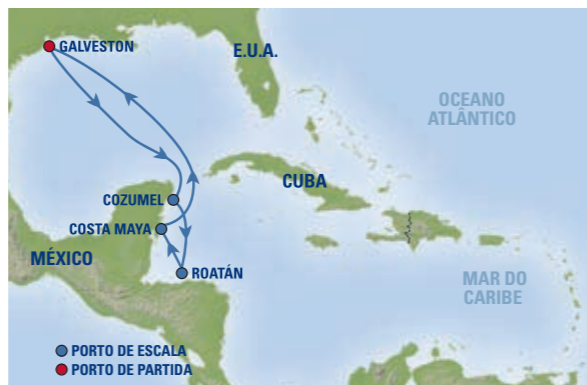 GALVESTON
E.U.A.
OCEANO
ATLÂNTICO
CUBA
COZUMEL
COSTA MAYA
MÉXICO
ROATÁN
MAR DO
CARIBE
PORTO DE ESCALA
PORTO DE PARTIDA